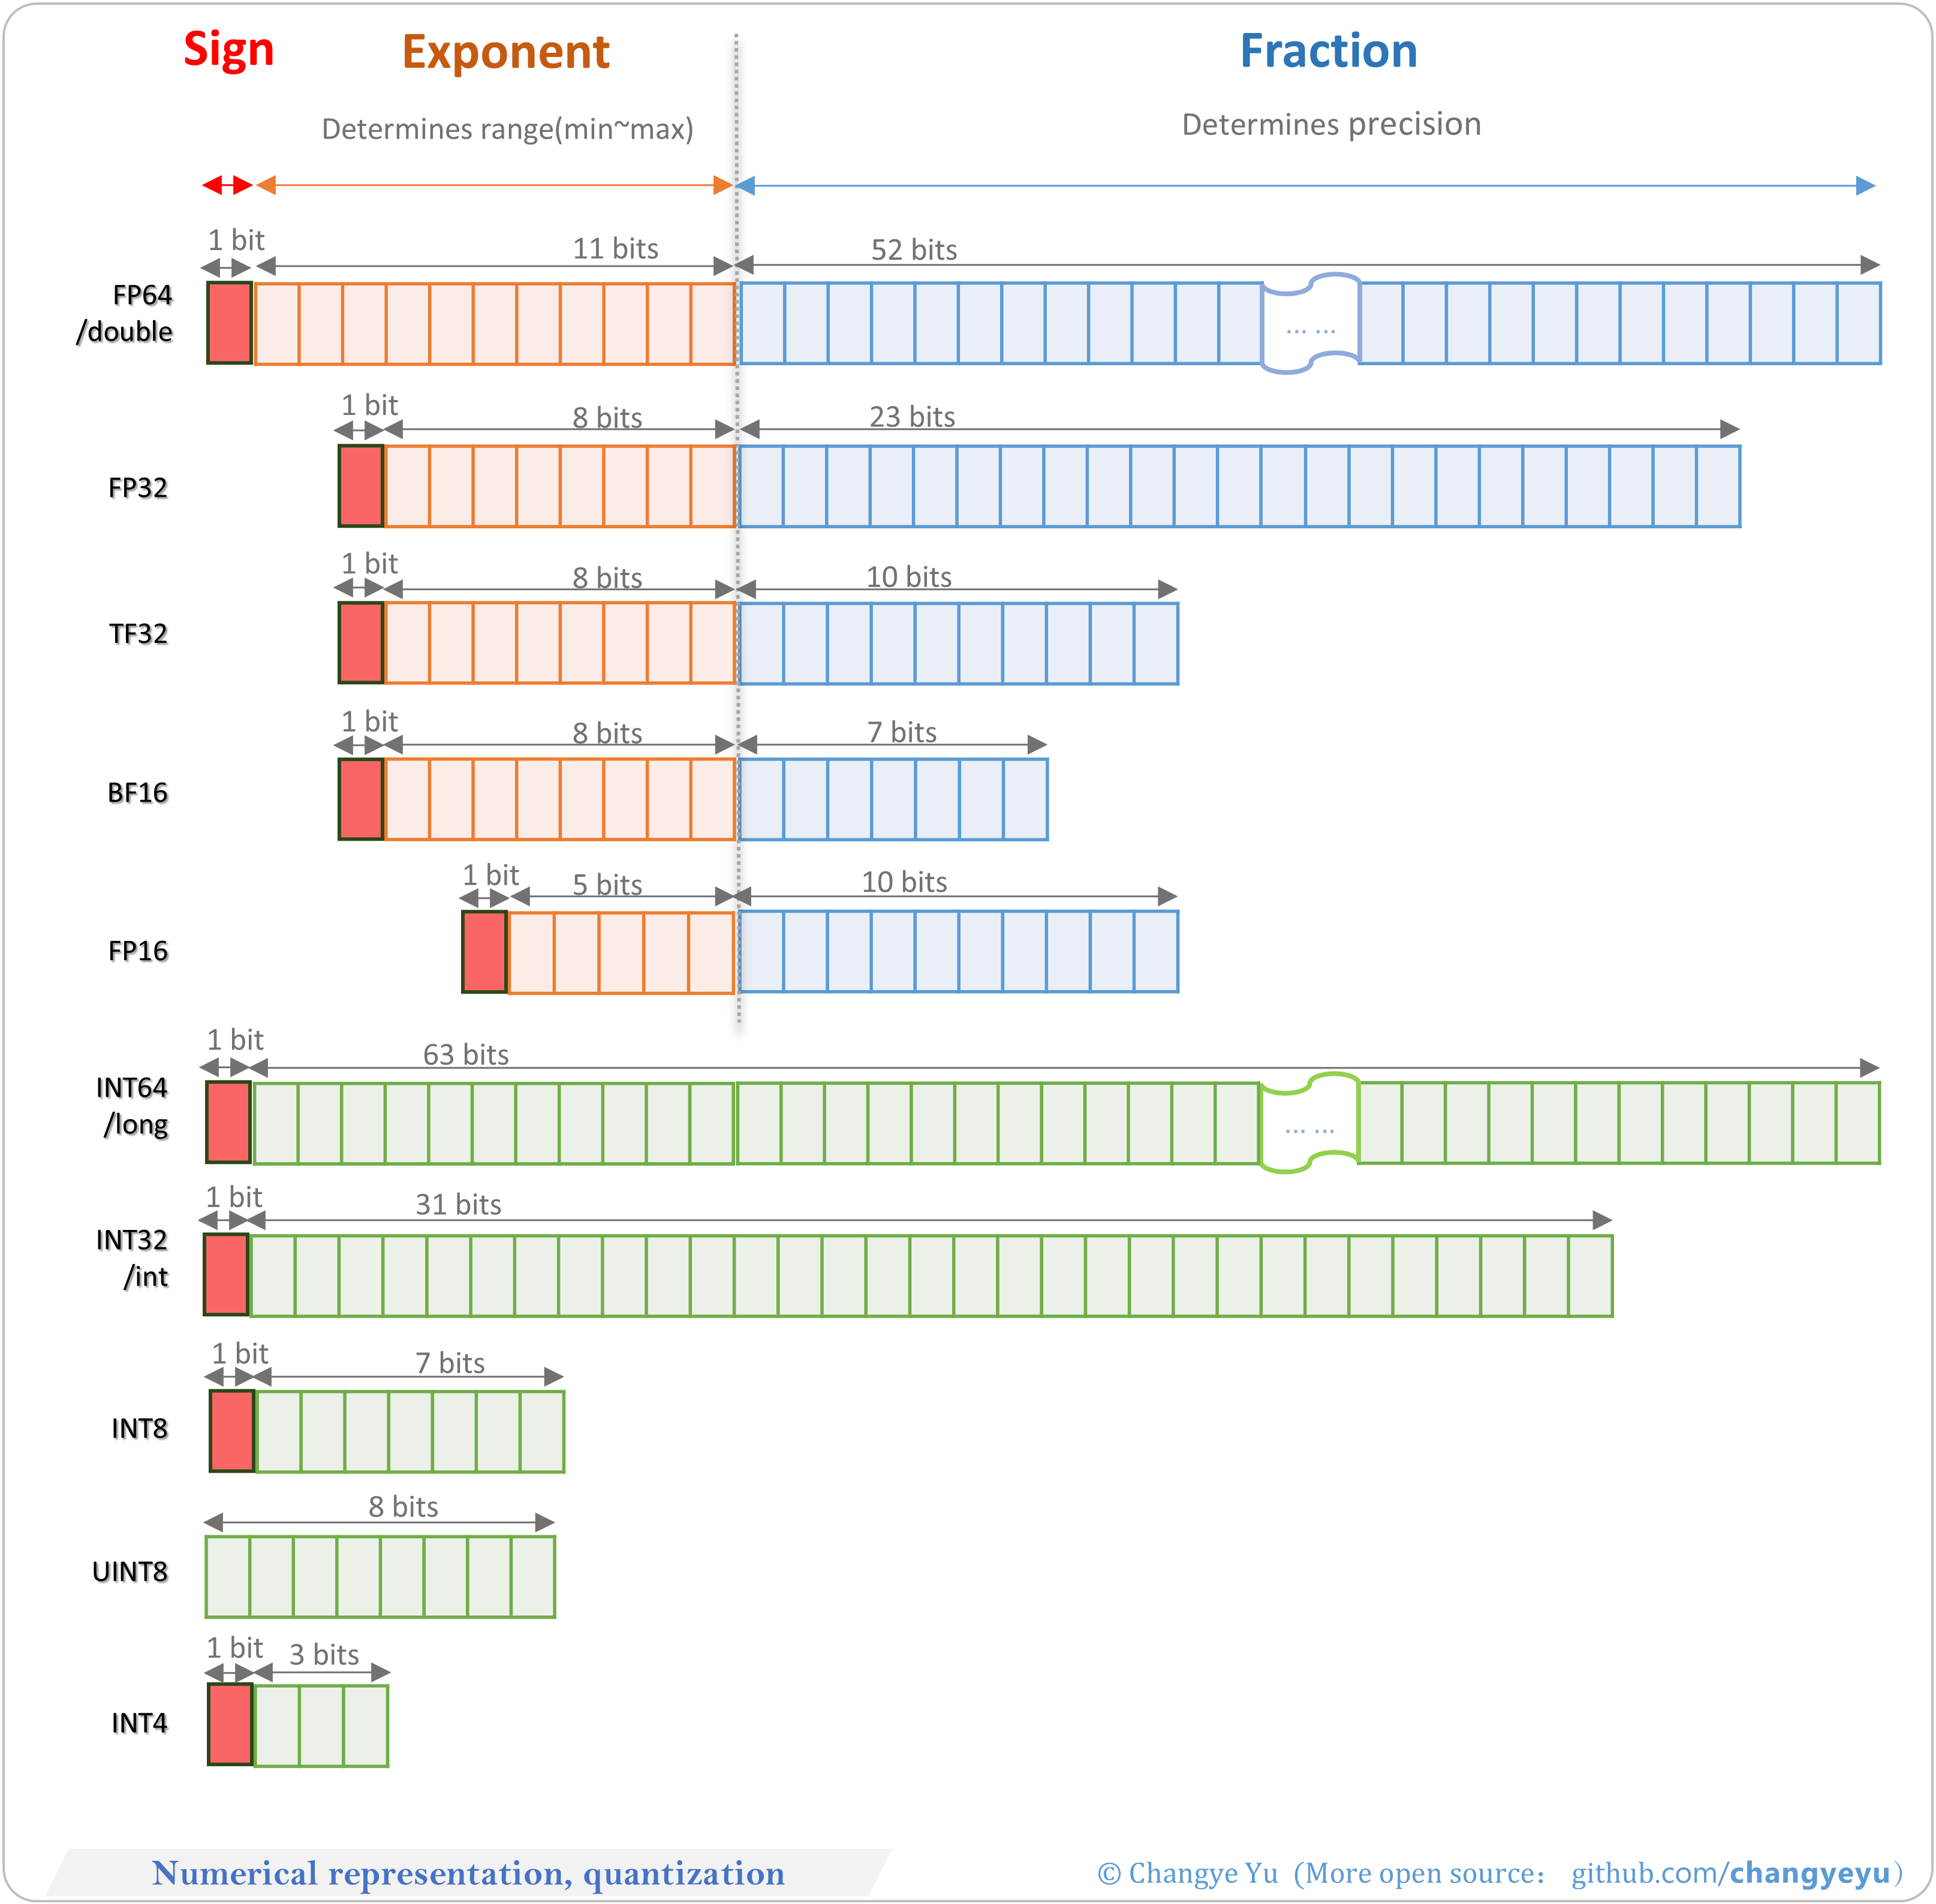 Sign Exponent Fraction
Determines range(min~max) Determines precision
1 bit 11 bits 52 bits
FP64
/double
... ...
1 bit 8 bits 23 bits
FP32
1 bit 8 bits 10 bits
TF32
1 bit 8 bits 7 bits
BF16
1 bit 5 bits 10 bits
FP16
1 bit 63 bits
INT64
/long
... ...
1 bit 31 bits
INT32
/int
1 bit 7 bits
INT8
8 bits
UINT8
1 bit 3 bits
INT4
Numerical representation, quantization
© Changye Yu (More open source: github.com/changyeyu)